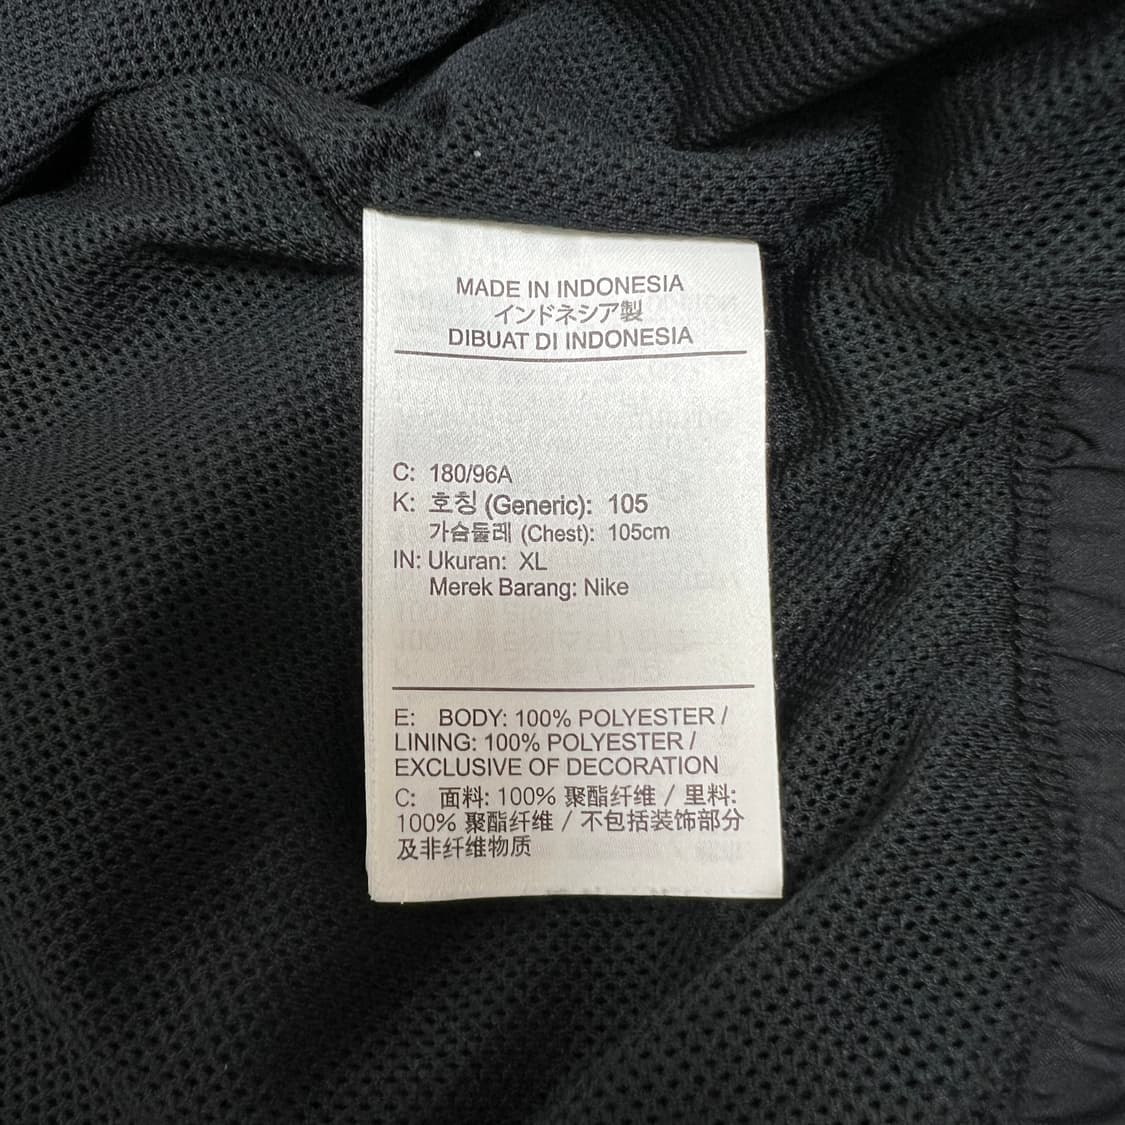 MADE IN INDONESIA
インドネシア製
DIBUAT DI INDONESIA
C: 180/96A
K: 호칭 (Generic): 105
가슴둘레 (Chest): 105cm
IN: Ukuran: XL
Merek Barang: Nike
E: BODY: 100% POLYESTER /
LINING: 100% POLYESTER /
EXCLUSIVE OF DECORATION
C: 面料: 100% 聚酯纤维 / 里料:
100% 聚酯纤维 / 不包括装饰部分
及非纤维物质